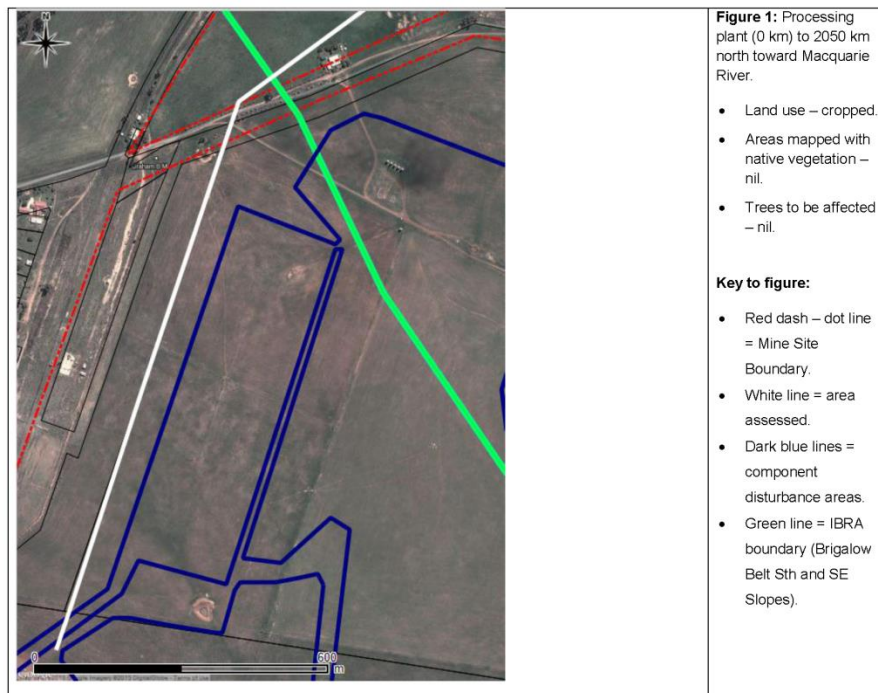 Figure 1: Processing
plant (0 km) to 2050 km
north toward Macquarie
River.
• Land use – cropped.
• Areas mapped with
native vegetation –
nil.
• Trees to be affected
– nil.
Key to figure:
• Red dash – dot line
= Mine Site
Boundary.
• White line = area
assessed.
• Dark blue lines =
component
disturbance areas.
• Green line = IBRA
boundary (Brigalow
Belt Sth and SE
Slopes).
N
0
600
m